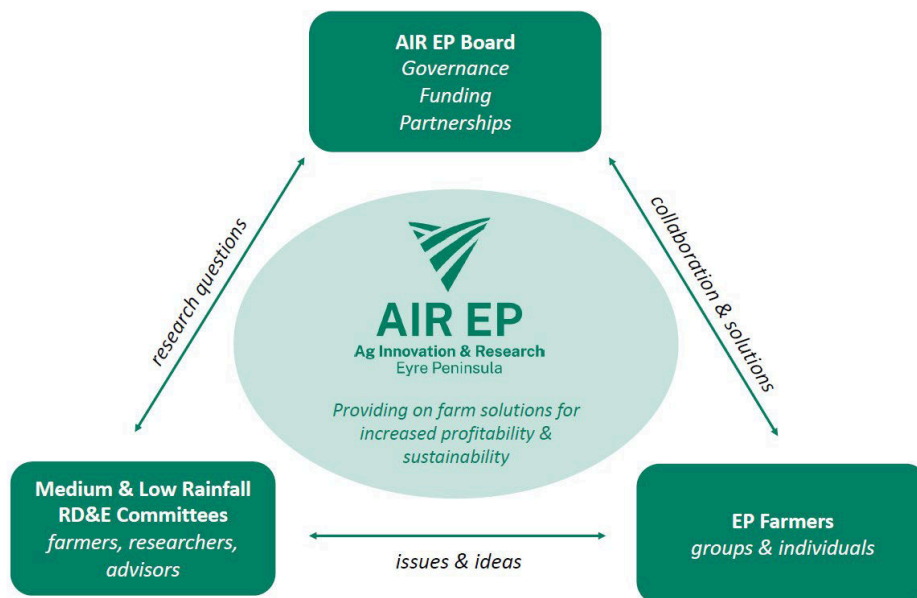 AIR EP Board
Governance
Funding
Partnerships
research questions
collaboration & solutions
AIR EP
Ag Innovation & Research
Eyre Peninsula
Providing on farm solutions for
increased profitability &
sustainability
Medium & Low Rainfall
RD&E Committees
farmers, researchers,
advisors
issues & ideas
EP Farmers
groups & individuals